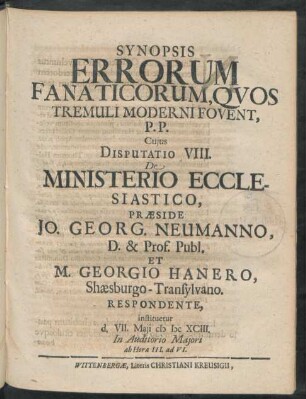 SYNOPSIS
ERRORUM
FANATICORUM, QVOS
TREMULI MODERNI FOVENT,
P.P.
Cujus
DISPUTATIO VIII.
De
MINISTERIO ECCLE-
SIASTICO,
PRÆSIDE
JO. GEORG. NEUMANNO,
D. & Prof. Publ.
ET
M. GEORGIO HANERO,
Shæsburgo-Transylvano.
RESPONDENTE,
instituetur
d. VII. Maji cIɔ Iɔc XCIII.
In Auditorio Majori
ab Hora III. ad VI.
WITTENBERGÆ, Literis CHRISTIANI KREUSIGII,